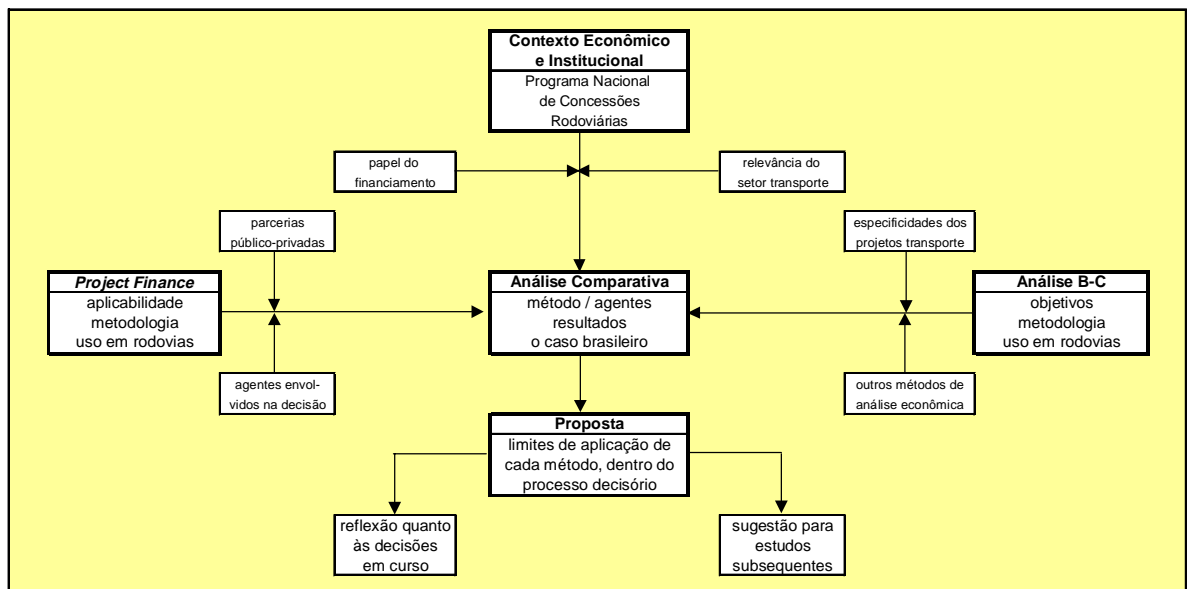 Contexto Econômico
e Institucional
Programa Nacional
de Concessões
Rodoviárias
papel do
financiamento
relevância do
setor transporte
parcerias
público-privadas
especificidades dos
projetos transporte
Project Finance
aplicabilidade
metodologia
uso em rodovias
Análise Comparativa
método / agentes
resultados
o caso brasileiro
Análise B-C
objetivos
metodologia
uso em rodovias
agentes envol-
vidos na decisão
outros métodos de
análise econômica
Proposta
limites de aplicação de
cada método, dentro do
processo decisório
reflexão quanto
às decisões
em curso
sugestão para
estudos
subsequentes